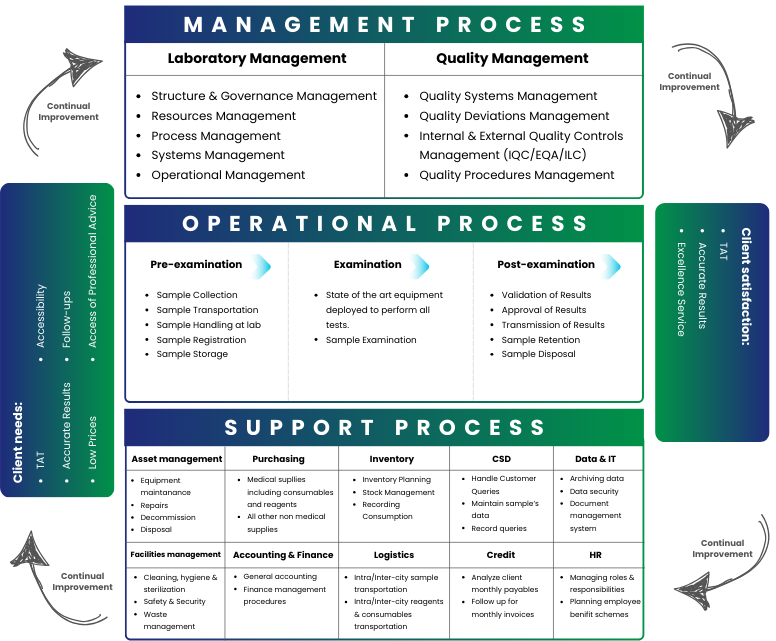 MANAGEMENT PROCESS
Laboratory Management
• Structure & Governance Management
• Resources Management
• Process Management
• Systems Management
• Operational Management
Quality Management
• Quality Systems Management
• Quality Deviations Management
• Internal & External Quality Controls
Management (IQC/EQA/ILC)
• Quality Procedures Management
Continual
Improvement
Continual
Improvement
Client needs:
• TAT
• Accurate Results
• Low Prices
• Accessibility
• Follow-ups
• Access of Professional Advice
OPERATIONAL PROCESS
Pre-examination
• Sample Collection
• Sample Transportation
• Sample Handling at lab
• Sample Registration
• Sample Storage
Examination
• State of the art equipment
deployed to perform all
tests.
• Sample Examination
Post-examination
• Validation of Results
• Approval of Results
• Transmission of Results
• Sample Retention
• Sample Disposal
Client satisfaction:
• TAT
• Accurate Results
• Excellence Service
SUPPORT PROCESS
Asset management
• Equipment
maintanance
• Repairs
• Decommission
• Disposal
Purchasing
• Medical supllies
including consumables
and reagents
• All other non medical
supplies
Inventory
• Inventory Planning
• Stock Management
• Recording
Consumption
CSD
• Handle Customer
Queries
• Maintain sample's
data
• Record queries
Data & IT
• Archiving data
• Data security
• Document
management
system
Facilities management
• Cleaning, hygiene &
sterilization
• Safety & Security
• Waste
management
Accounting & Finance
• General accounting
• Finance management
procedures
Logistics
• Intra/Inter-city sample
transportation
• Intra/Inter-city reagents
& consumables
transportation
Credit
• Analyze client
monthly payables
• Follow up for
monthly invoices
HR
• Managing roles &
responsibilities
• Planning employee
benifit schemes
Continual
Improvement
Continual
Improvement